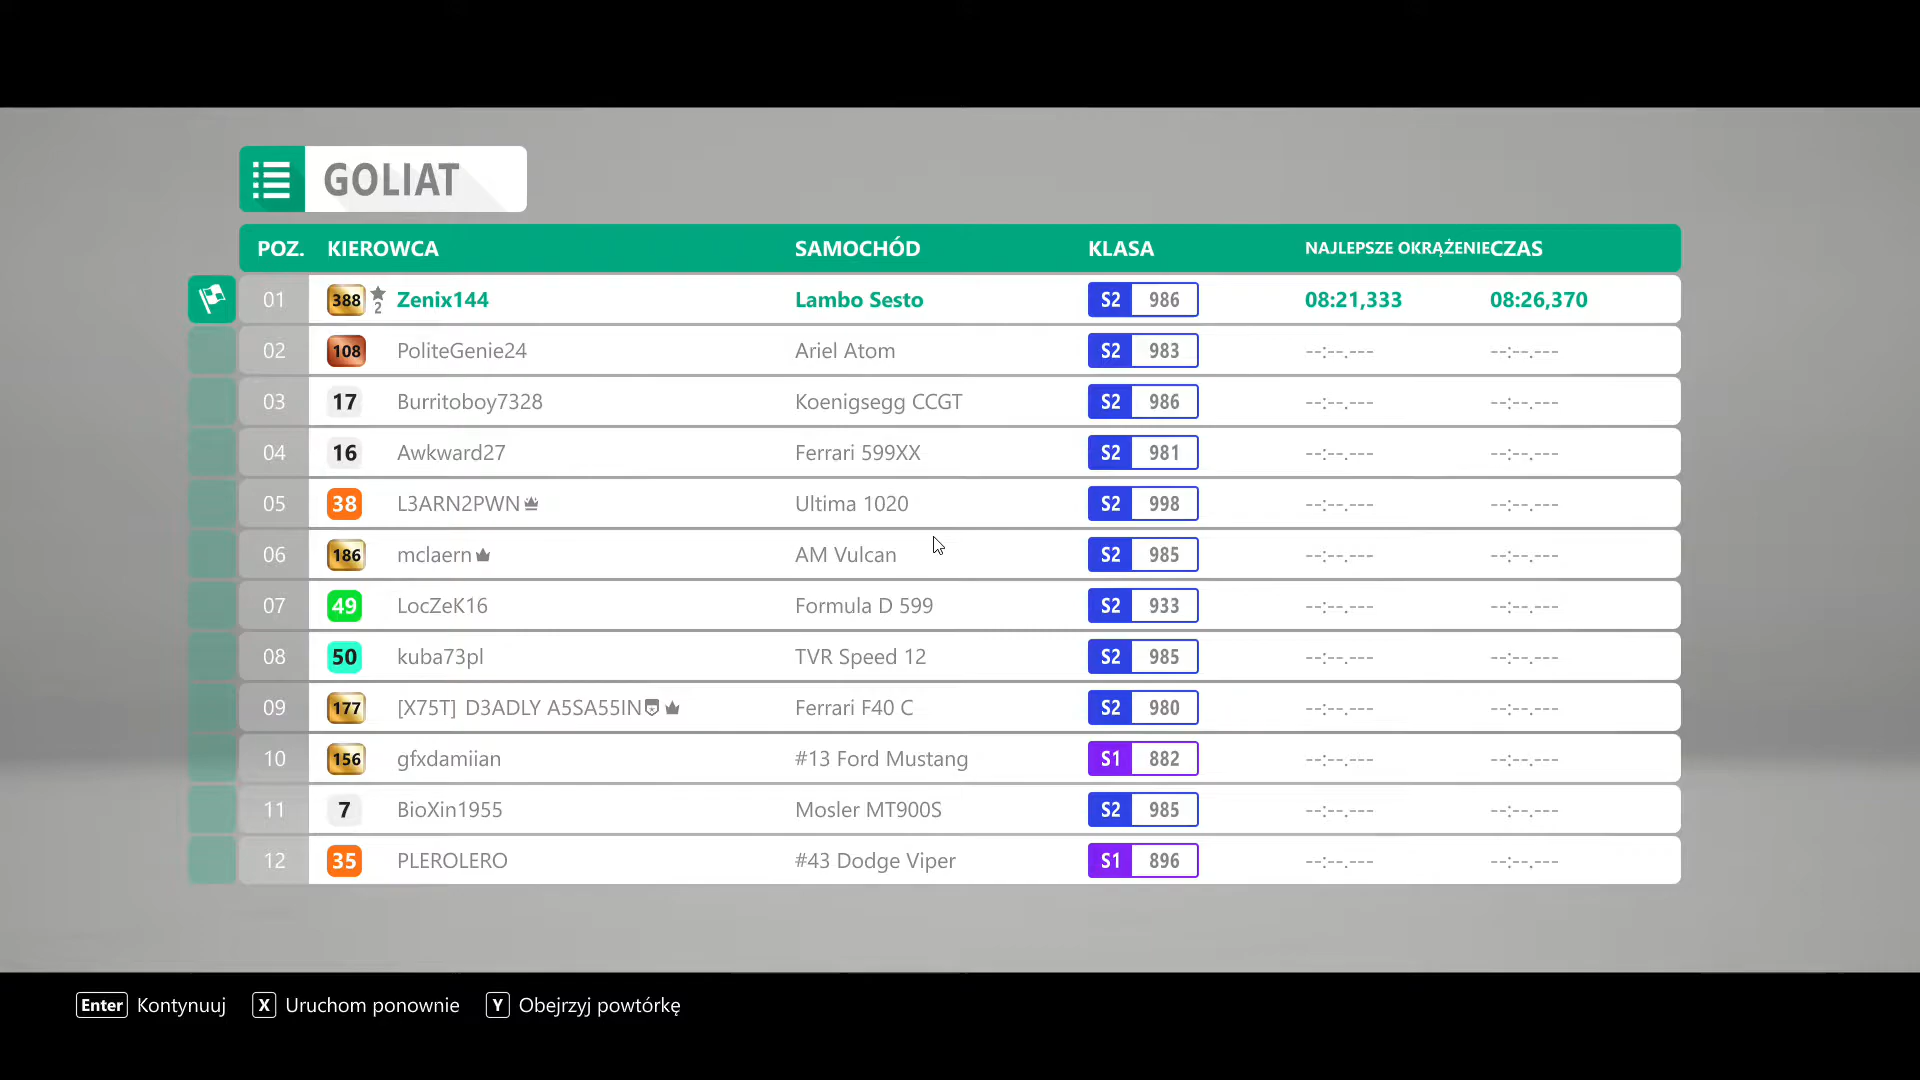 GOLIAT
POZ. KIEROWCA SAMOCHÓD KLASA NAJLEPSZE OKRĄŻENIE CZAS
01 388 2 Zenix144 Lambo Sesto S2 986 08:21,333 08:26,370
02 108 PoliteGenie24 Ariel Atom S2 983 --:--.--- --:--.---
03 17 Burritoboy7328 Koenigsegg CCGT S2 986 --:--.--- --:--.---
04 16 Awkward27 Ferrari 599XX S2 981 --:--.--- --:--.---
05 38 L3ARN2PWN Ultima 1020 S2 998 --:--.--- --:--.---
06 186 mclaern AM Vulcan S2 985 --:--.--- --:--.---
07 49 LocZeK16 Formula D 599 S2 933 --:--.--- --:--.---
08 50 kuba73pl TVR Speed 12 S2 985 --:--.--- --:--.---
09 177 [X75T] D3ADLY A5SA55IN Ferrari F40 C S2 980 --:--.--- --:--.---
10 156 gfxdamiian #13 Ford Mustang S1 882 --:--.--- --:--.---
11 7 BioXin1955 Mosler MT900S S2 985 --:--.--- --:--.---
12 35 PLEROLERO #43 Dodge Viper S1 896 --:--.--- --:--.---
Enter Kontynuuj X Uruchom ponownie Y Obejrzyj powtórkę